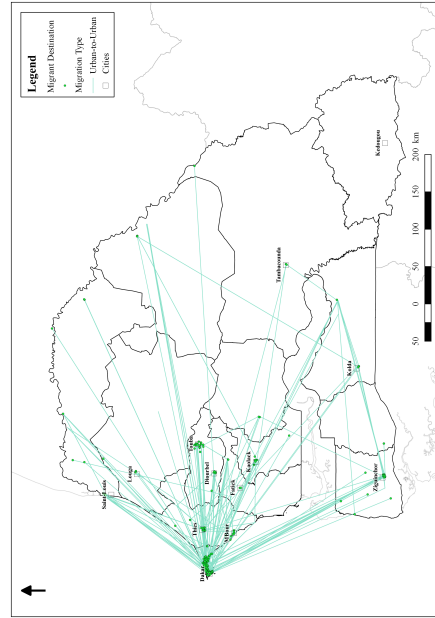 Legend
Migrant Destination
Migration Type
Urban-to-Urban
Cities
Saint-Louis
Louga
Touba
Diourbel
Thiès
Dakar
MBour
Fatick
Kaolack
Tambacounda
Kolda
Ziguinchor
Kedougou
50 0 50 100 150 200 km